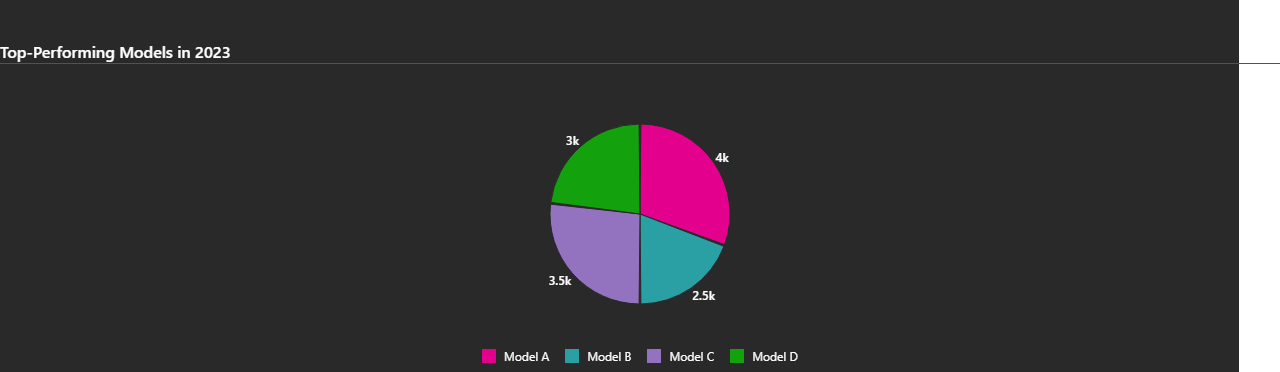 Top-Performing Models in 2023
3k
4k
3.5k
2.5k
Model A Model B Model C Model D